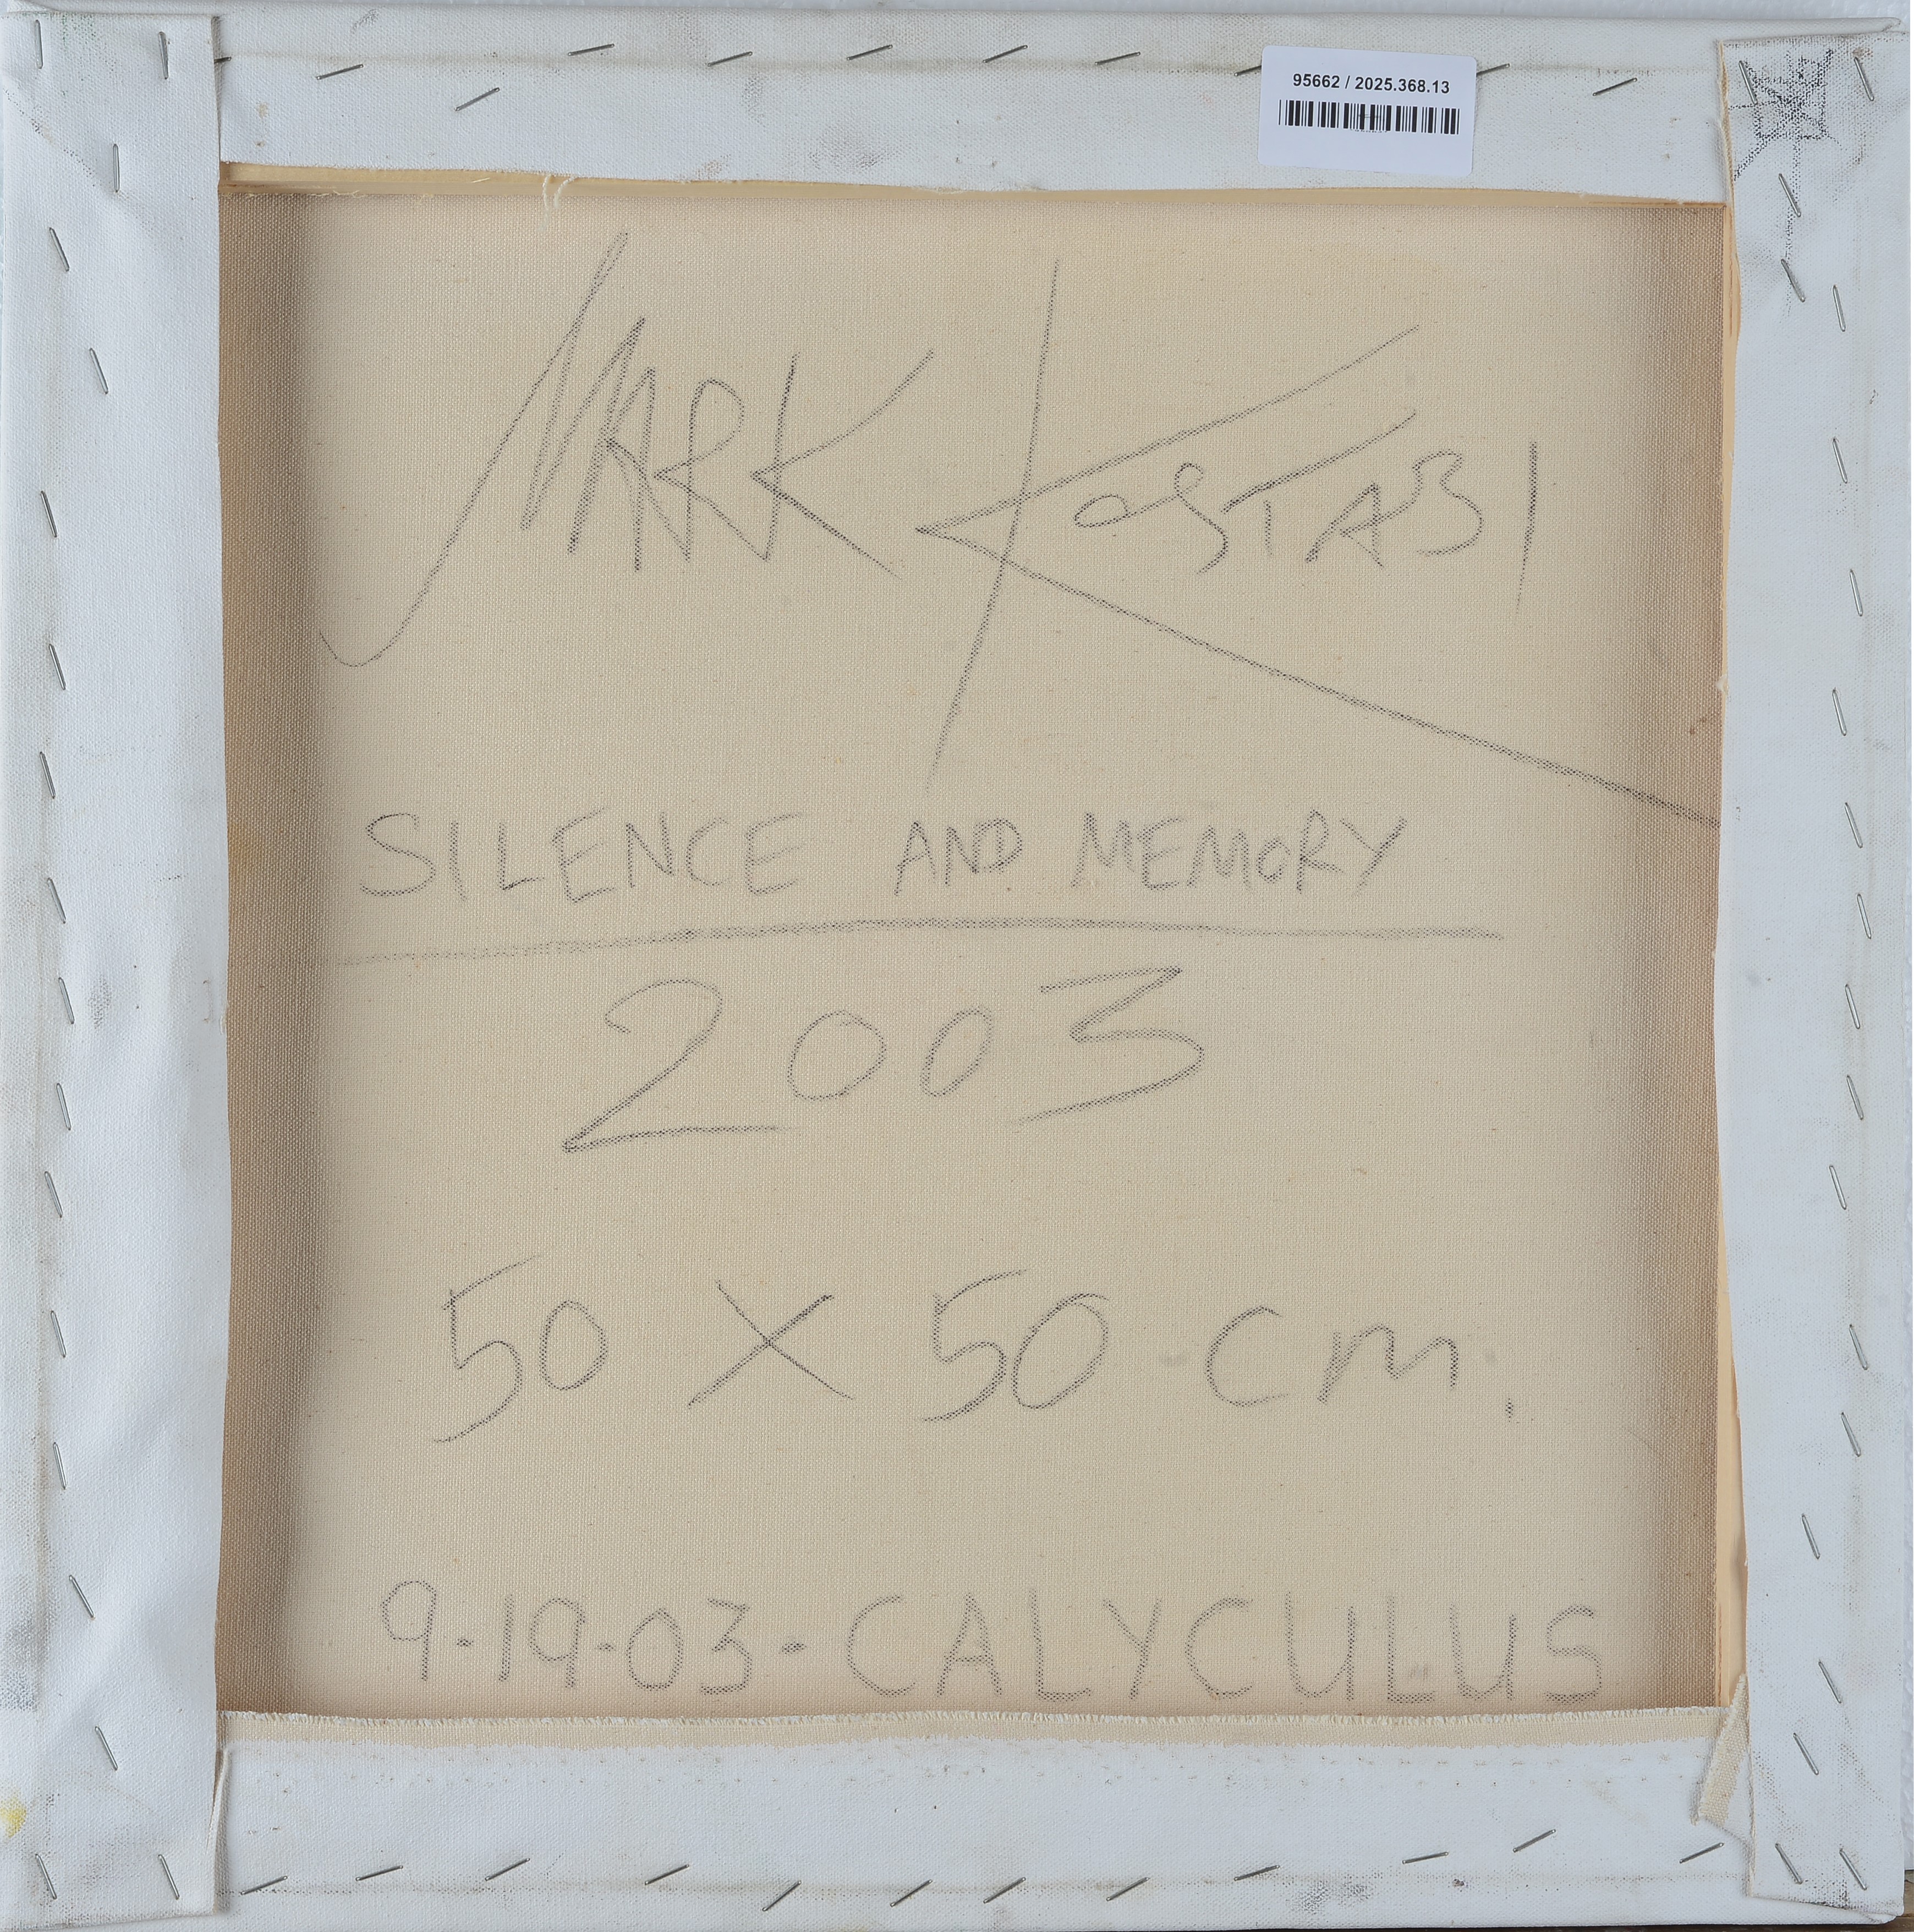 95662 / 2025.368.13
MARK KOSTABI
SILENCE AND MEMORY
2003
50 X 50 cm.
9-19-03-CALYCULUS